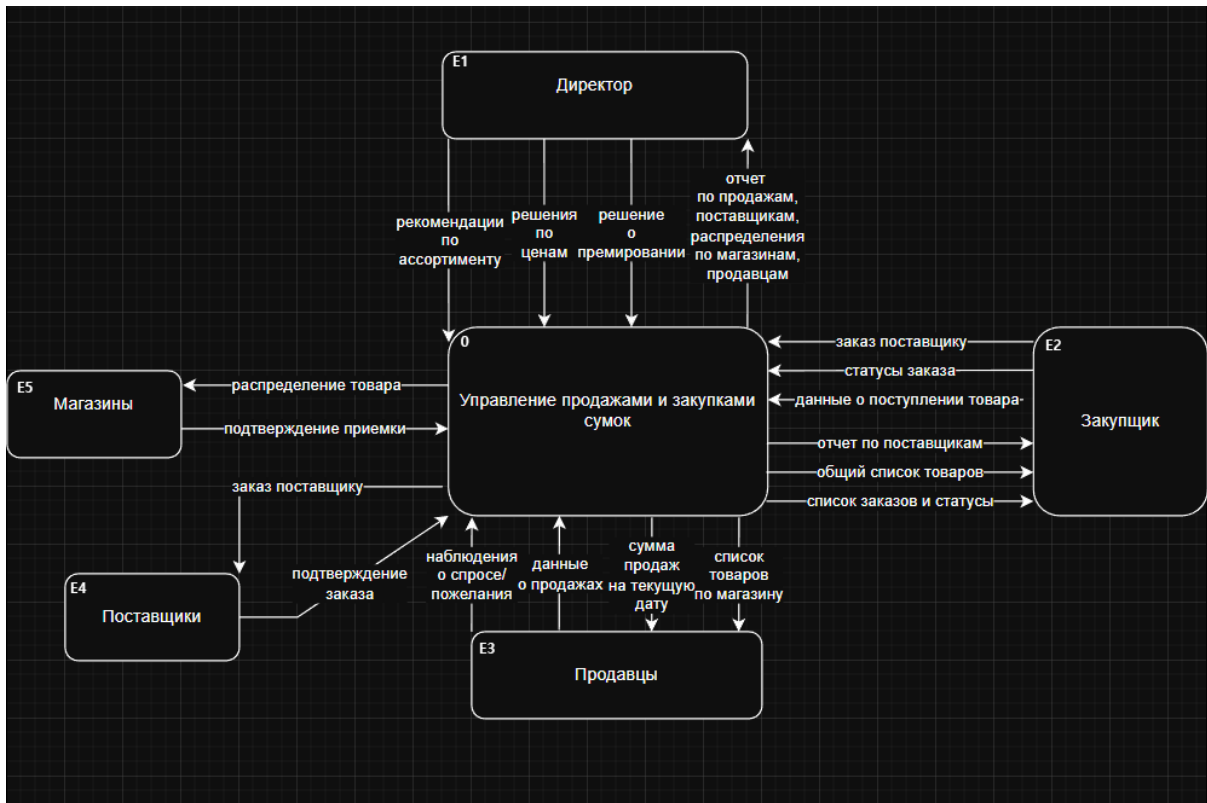 E1
Директор
рекомендации
по
ассортименту
решения
по
ценам
решение
о
премировании
отчет
по продажам,
поставщикам,
распределения
по магазинам,
продавцам
0
Управление продажами и закупками
сумок
E5
Магазины
распределение товара
подтверждение приемки
заказ поставщику
статусы заказа
данные о поступлении товара
отчет по поставщикам
общий список товаров
список заказов и статусы
E2
Закупщик
заказ поставщику
подтверждение
заказа
E4
Поставщики
наблюдения
о спросе/
пожелания
данные
о продажах
сумма
продаж
на текущую
дату
список
товаров
по магазину
E3
Продавцы